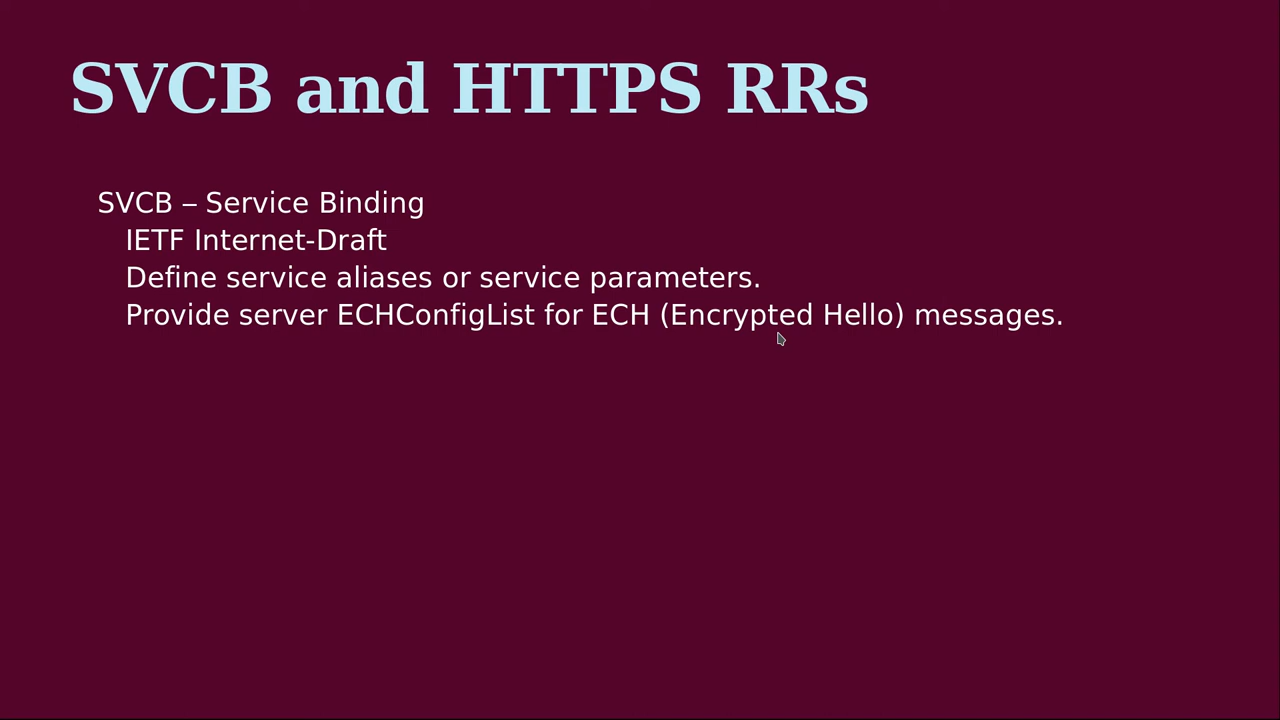 SVCB and HTTPS RRs
SVCB – Service Binding
IETF Internet-Draft
Define service aliases or service parameters.
Provide server ECHConfigList for ECH (Encrypted Hello) messages.